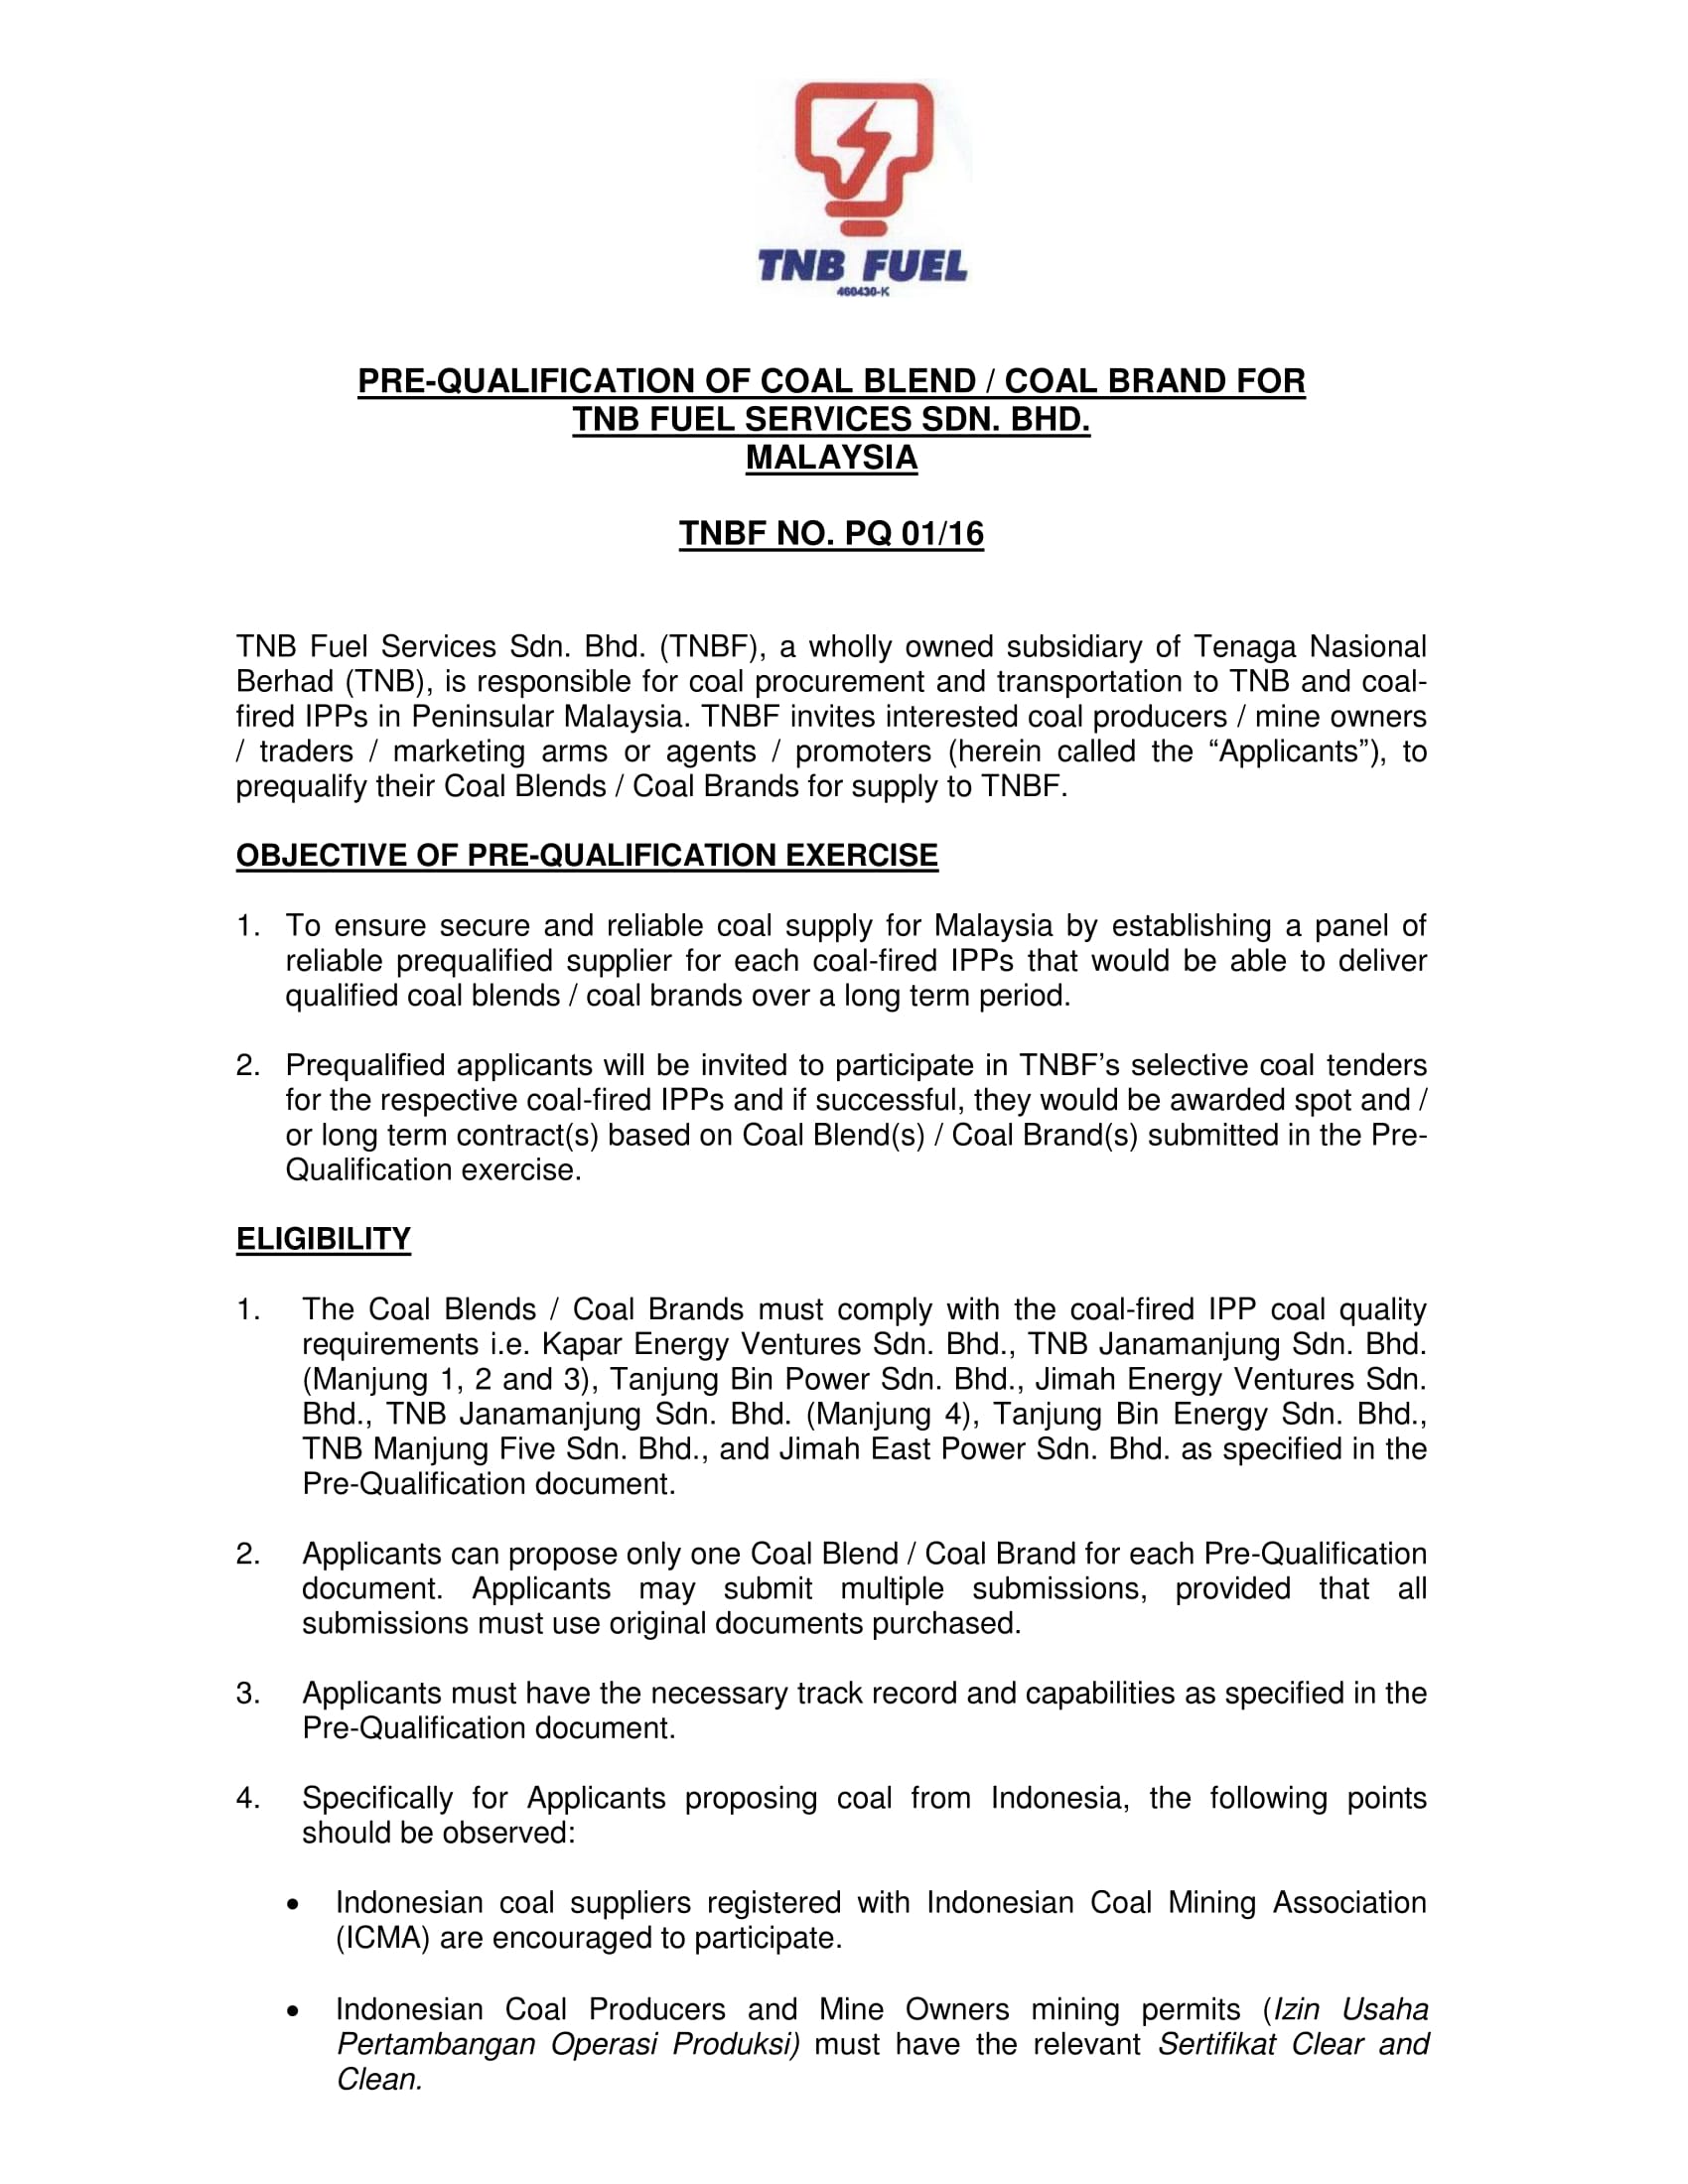 TNB FUEL
460430-K
PRE-QUALIFICATION OF COAL BLEND / COAL BRAND FOR
TNB FUEL SERVICES SDN. BHD.
MALAYSIA
TNBF NO. PQ 01/16
TNB Fuel Services Sdn. Bhd. (TNBF), a wholly owned subsidiary of Tenaga Nasional
Berhad (TNB), is responsible for coal procurement and transportation to TNB and coal-
fired IPPs in Peninsular Malaysia. TNBF invites interested coal producers / mine owners
/ traders / marketing arms or agents / promoters (herein called the “Applicants”), to
prequalify their Coal Blends / Coal Brands for supply to TNBF.
OBJECTIVE OF PRE-QUALIFICATION EXERCISE
1. To ensure secure and reliable coal supply for Malaysia by establishing a panel of
reliable prequalified supplier for each coal-fired IPPs that would be able to deliver
qualified coal blends / coal brands over a long term period.
2. Prequalified applicants will be invited to participate in TNBF’s selective coal tenders
for the respective coal-fired IPPs and if successful, they would be awarded spot and /
or long term contract(s) based on Coal Blend(s) / Coal Brand(s) submitted in the Pre-
Qualification exercise.
ELIGIBILITY
1. The Coal Blends / Coal Brands must comply with the coal-fired IPP coal quality
requirements i.e. Kapar Energy Ventures Sdn. Bhd., TNB Janamanjung Sdn. Bhd.
(Manjung 1, 2 and 3), Tanjung Bin Power Sdn. Bhd., Jimah Energy Ventures Sdn.
Bhd., TNB Janamanjung Sdn. Bhd. (Manjung 4), Tanjung Bin Energy Sdn. Bhd.,
TNB Manjung Five Sdn. Bhd., and Jimah East Power Sdn. Bhd. as specified in the
Pre-Qualification document.
2. Applicants can propose only one Coal Blend / Coal Brand for each Pre-Qualification
document. Applicants may submit multiple submissions, provided that all
submissions must use original documents purchased.
3. Applicants must have the necessary track record and capabilities as specified in the
Pre-Qualification document.
4. Specifically for Applicants proposing coal from Indonesia, the following points
should be observed:
• Indonesian coal suppliers registered with Indonesian Coal Mining Association
(ICMA) are encouraged to participate.
• Indonesian Coal Producers and Mine Owners mining permits (Izin Usaha
Pertambangan Operasi Produksi) must have the relevant Sertifikat Clear and
Clean.